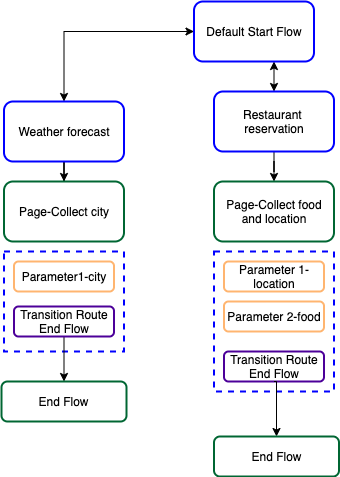 Default Start Flow
Weather forecast
Restaurant
reservation
Page-Collect city
Page-Collect food
and location
Parameter1-city
Transition Route
End Flow
Parameter 1-
location
Parameter 2-food
Transition Route
End Flow
End Flow
End Flow